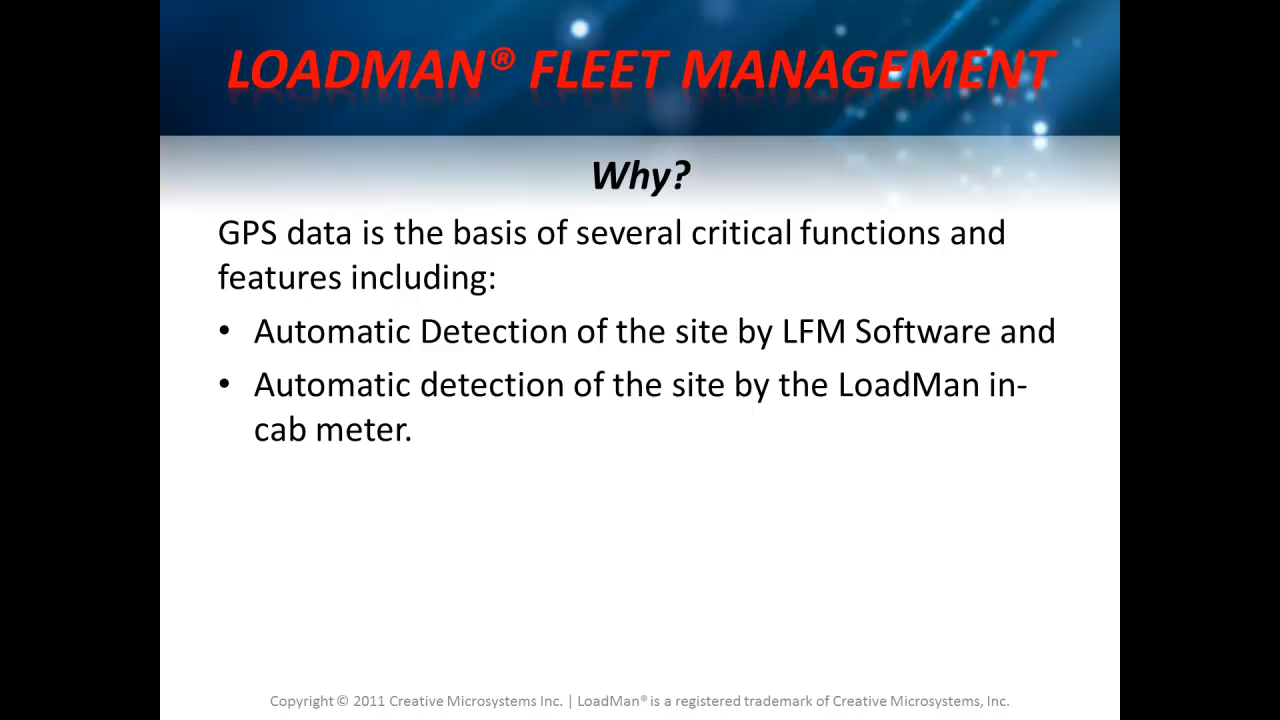 LOADMAN® FLEET MANAGEMENT
Why?
GPS data is the basis of several critical functions and
features including:
• Automatic Detection of the site by LFM Software and
• Automatic detection of the site by the LoadMan in-
cab meter.
Copyright © 2011 Creative Microsystems Inc. | LoadMan® is a registered trademark of Creative Microsystems, Inc.